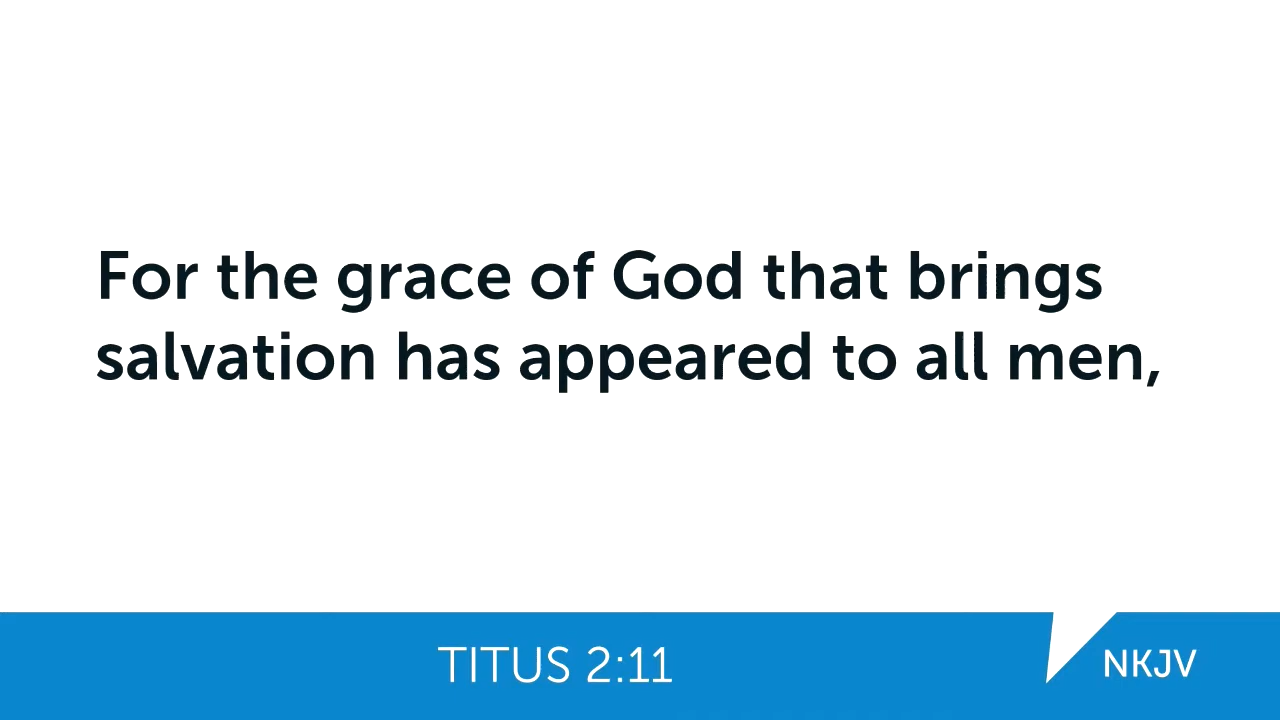 For the grace of God that brings
salvation has appeared to all men,
TITUS 2:11
NKJV